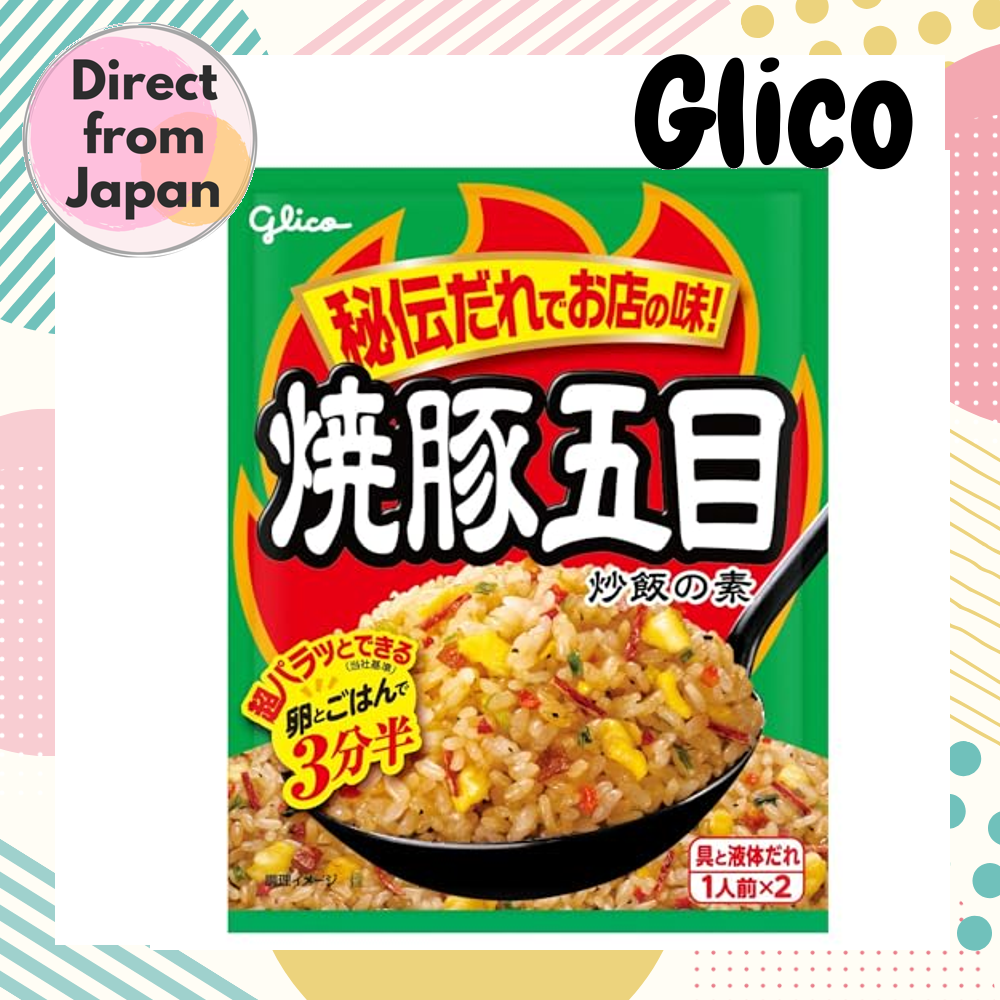 Direct
from
Japan
Glico
Glico
秘伝だれでお店の味!
焼豚五目
炒飯の素
超パラッとできる
(当社基準)
卵とごはんで
3分半
調理イメージ
具と液体だれ
1人前×2